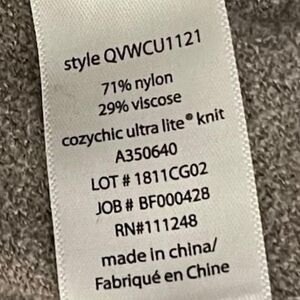 style QVWCU1121
71% nylon
29% viscose
cozychic ultra lite® knit
A350640
LOT # 1811CG02
JOB # BF000428
RN#111248
made in china/
Fabriqué en Chine